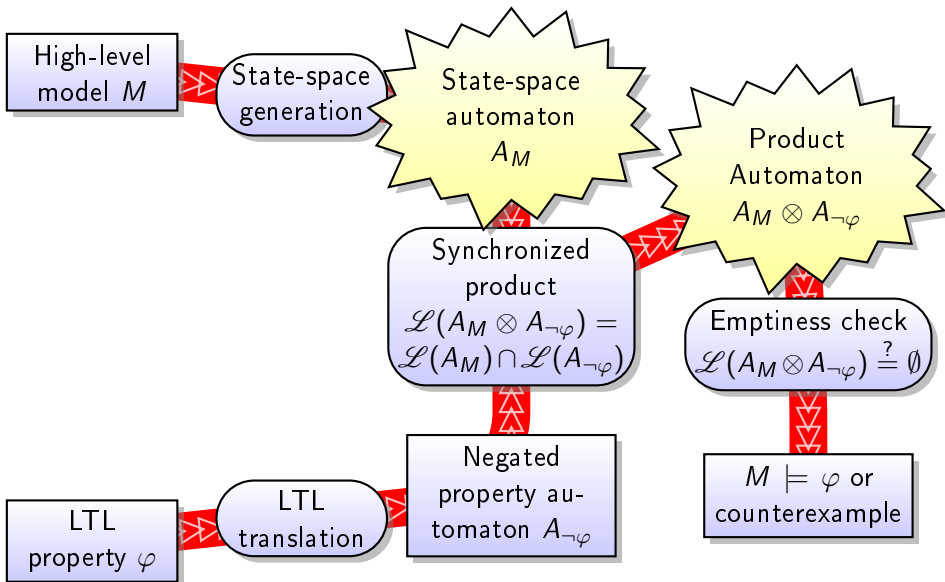 High-level
model M
State-space
generation
State-space
automaton
A_M
Product
Automaton
A_M ⊗ A_¬φ
Synchronized
product
ℒ(A_M ⊗ A_¬φ) =
ℒ(A_M) ∩ ℒ(A_¬φ)
Emptiness check
ℒ(A_M ⊗ A_¬φ) ≟ ∅
Negated
property au-
tomaton A_¬φ
M ⊨ φ or
counterexample
LTL
translation
LTL
property φ